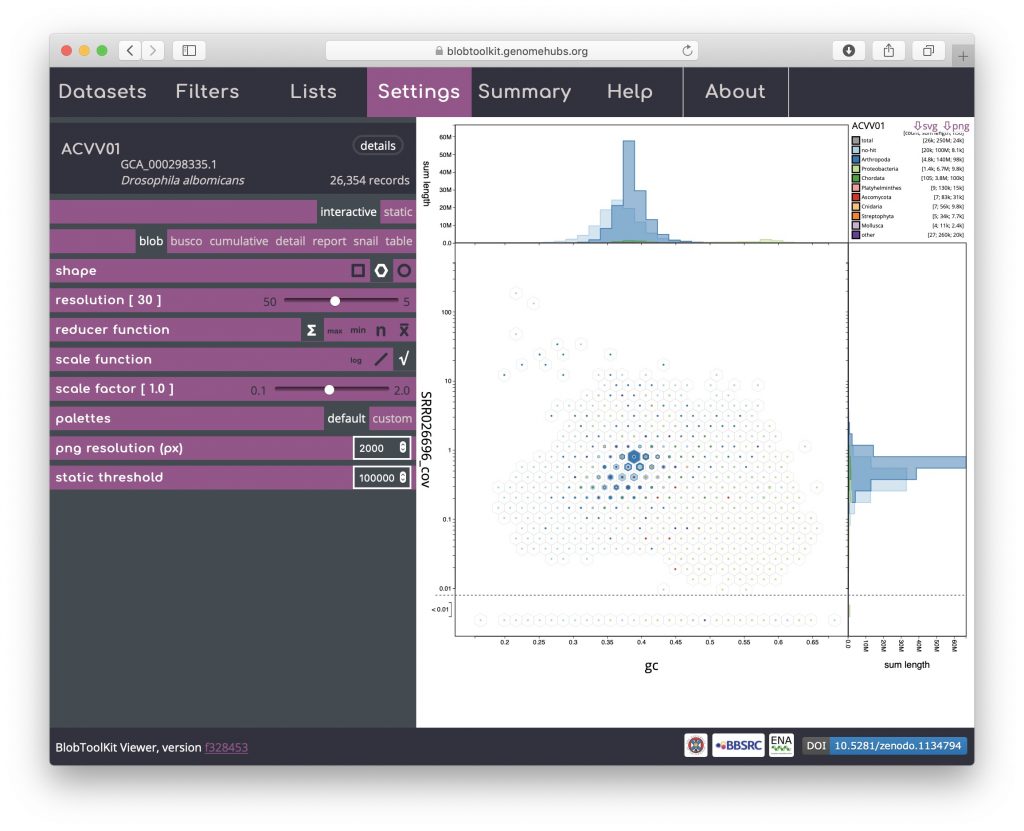 blobtoolkit.genomehubs.org
Datasets Filters Lists Settings Summary Help About
ACVV01 details
GCA_000298335.1
Drosophila albomicans 26,354 records
interactive static
blob busco cumulative detail report snail table
shape
resolution [ 30 ] 50 5
reducer function Σ max min n x̅
scale function log √
scale factor [ 1.0 ] 0.1 2.0
palettes default custom
png resolution (px) 2000
static threshold 100000
ACVV01 svg png
total [26k; 250M; 24k]
no-hit [20k; 100M; 8.1k]
Arthropoda [4.8k; 140M; 98k]
Proteobacteria [1.4k; 6.7M; 9.8k]
Chordata [105; 3.8M; 100k]
Platyhelminthes [9; 130k; 15k]
Ascomycota [7; 83k; 31k]
Cnidaria [7; 56k; 9.8k]
Streptophyta [5; 34k; 7.7k]
Mollusca [4; 11k; 2.4k]
other [27; 260k; 20k]
sum length
60M
50M
40M
30M
20M
10M
0.0
SRR026696_cov
100
10
1
0.1
0.01
< 0.01
0.2 0.25 0.3 0.35 0.4 0.45 0.5 0.55 0.6 0.65
gc
0.0 10M 20M 30M 40M 50M 60M
sum length
BlobToolKit Viewer, version f328453
BBSRC
ENA
DOI 10.5281/zenodo.1134794